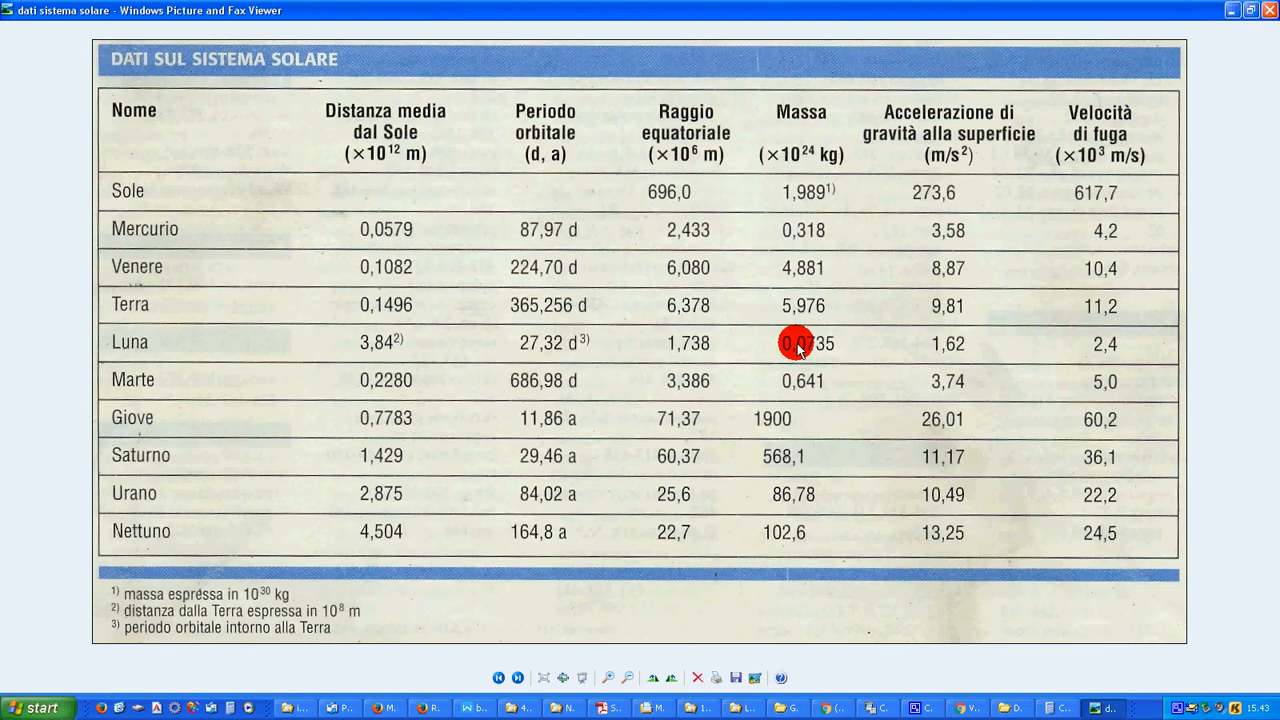 dati sistema solare - Windows Picture and Fax Viewer
DATI SUL SISTEMA SOLARE
Nome Distanza media dal Sole (×10¹² m) Periodo orbitale (d, a) Raggio equatoriale (×10⁶ m) Massa (×10²⁴ kg) Accelerazione di gravità alla superficie (m/s²) Velocità di fuga (×10³ m/s)
Sole 696,0 1,989¹⁾ 273,6 617,7
Mercurio 0,0579 87,97 d 2,433 0,318 3,58 4,2
Venere 0,1082 224,70 d 6,080 4,881 8,87 10,4
Terra 0,1496 365,256 d 6,378 5,976 9,81 11,2
Luna 3,84²⁾ 27,32 d³⁾ 1,738 0,0735 1,62 2,4
Marte 0,2280 686,98 d 3,386 0,641 3,74 5,0
Giove 0,7783 11,86 a 71,37 1900 26,01 60,2
Saturno 1,429 29,46 a 60,37 568,1 11,17 36,1
Urano 2,875 84,02 a 25,6 86,78 10,49 22,2
Nettuno 4,504 164,8 a 22,7 102,6 13,25 24,5
¹⁾ massa espressa in 10³⁰ kg
²⁾ distanza dalla Terra espressa in 10⁸ m
³⁾ periodo orbitale intorno alla Terra
start 15.43